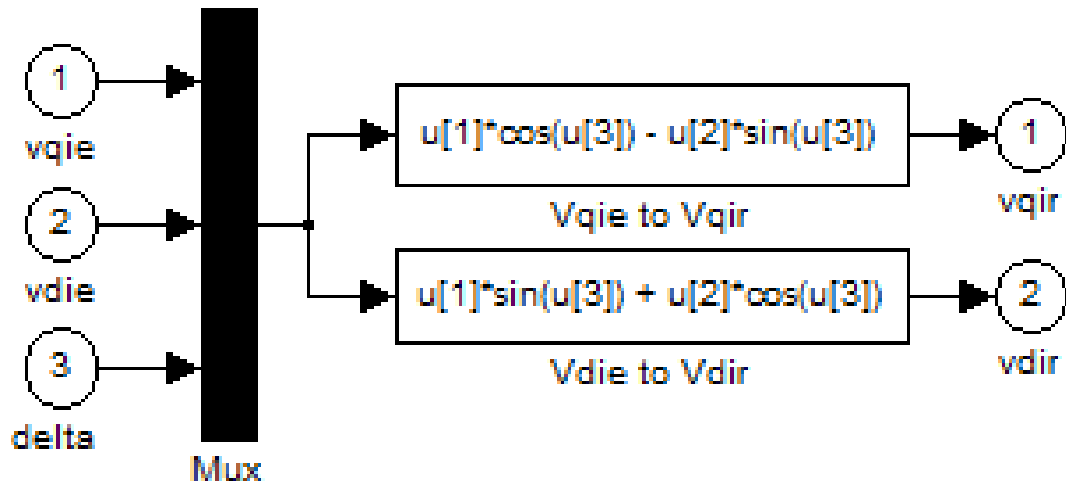 1
vqie
2
vdie
3
delta
Mux
u[1]*cos(u[3]) - u[2]*sin(u[3])
Vqie to Vqir
u[1]*sin(u[3]) + u[2]*cos(u[3])
Vdie to Vdir
1
vqir
2
vdir